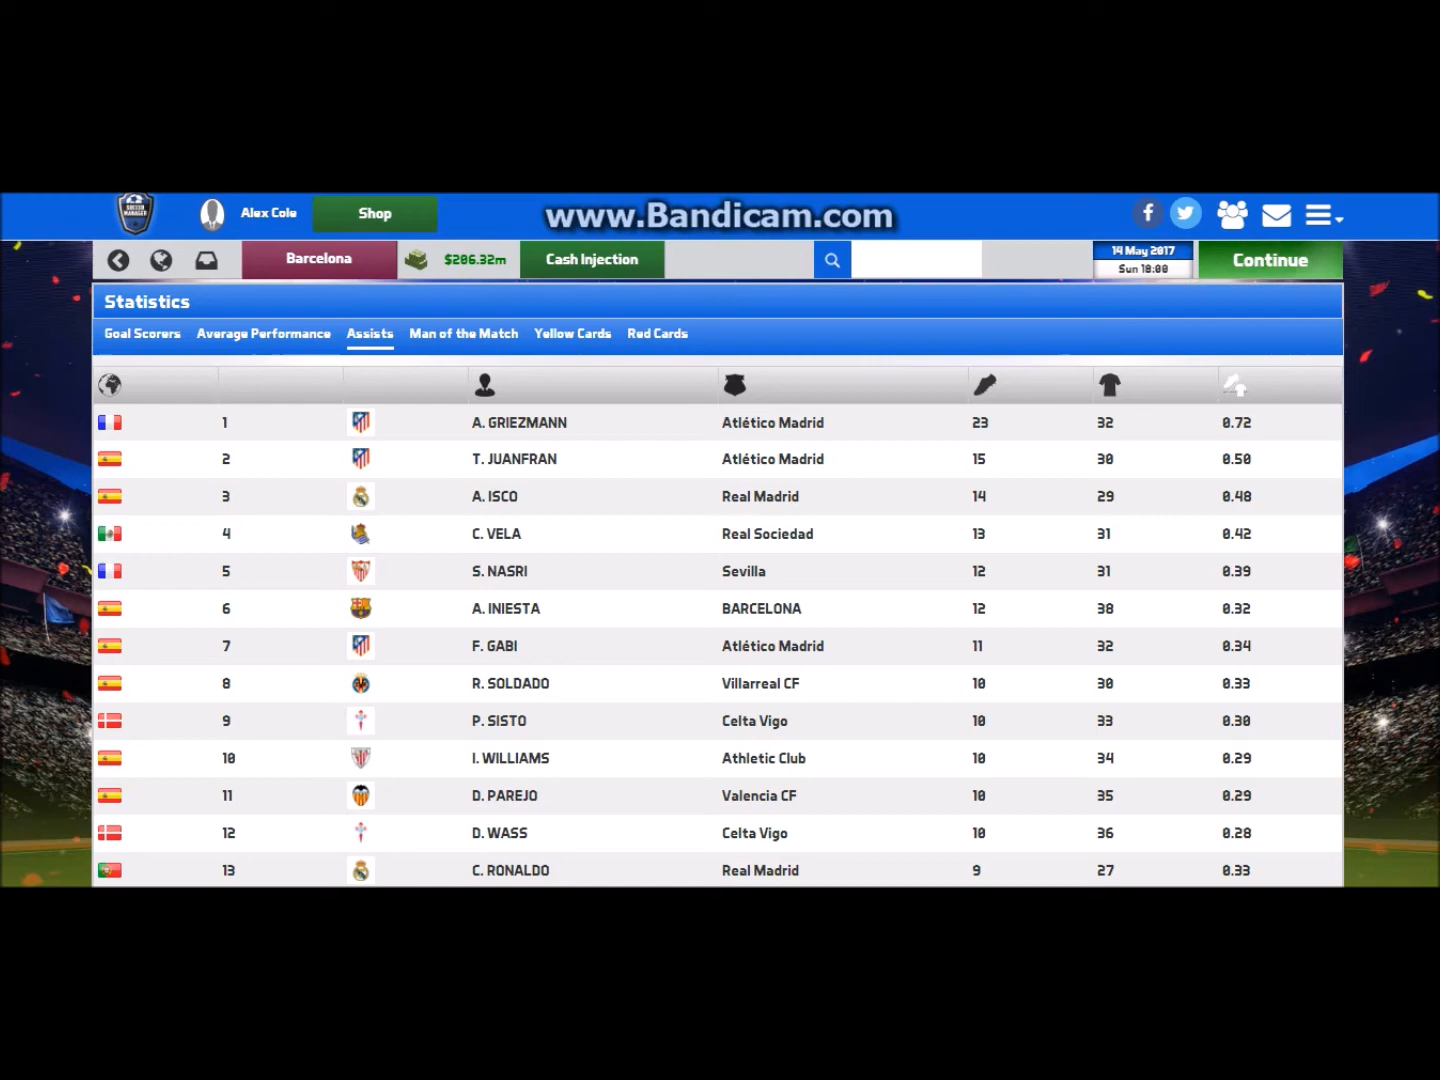 SOCCER MANAGER
Alex Cole
Shop
www.Bandicam.com
Barcelona
$206.32m
Cash Injection
14 May 2017
Sun 18:00
Continue
Statistics
Goal Scorers Average Performance Assists Man of the Match Yellow Cards Red Cards
1 A. GRIEZMANN Atlético Madrid 23 32 0.72
2 T. JUANFRAN Atlético Madrid 15 30 0.50
3 A. ISCO Real Madrid 14 29 0.48
4 C. VELA Real Sociedad 13 31 0.42
5 S. NASRI Sevilla 12 31 0.39
6 A. INIESTA BARCELONA 12 38 0.32
7 F. GABI Atlético Madrid 11 32 0.34
8 R. SOLDADO Villarreal CF 10 30 0.33
9 P. SISTO Celta Vigo 10 33 0.30
10 I. WILLIAMS Athletic Club 10 34 0.29
11 D. PAREJO Valencia CF 10 35 0.29
12 D. WASS Celta Vigo 10 36 0.28
13 C. RONALDO Real Madrid 9 27 0.33